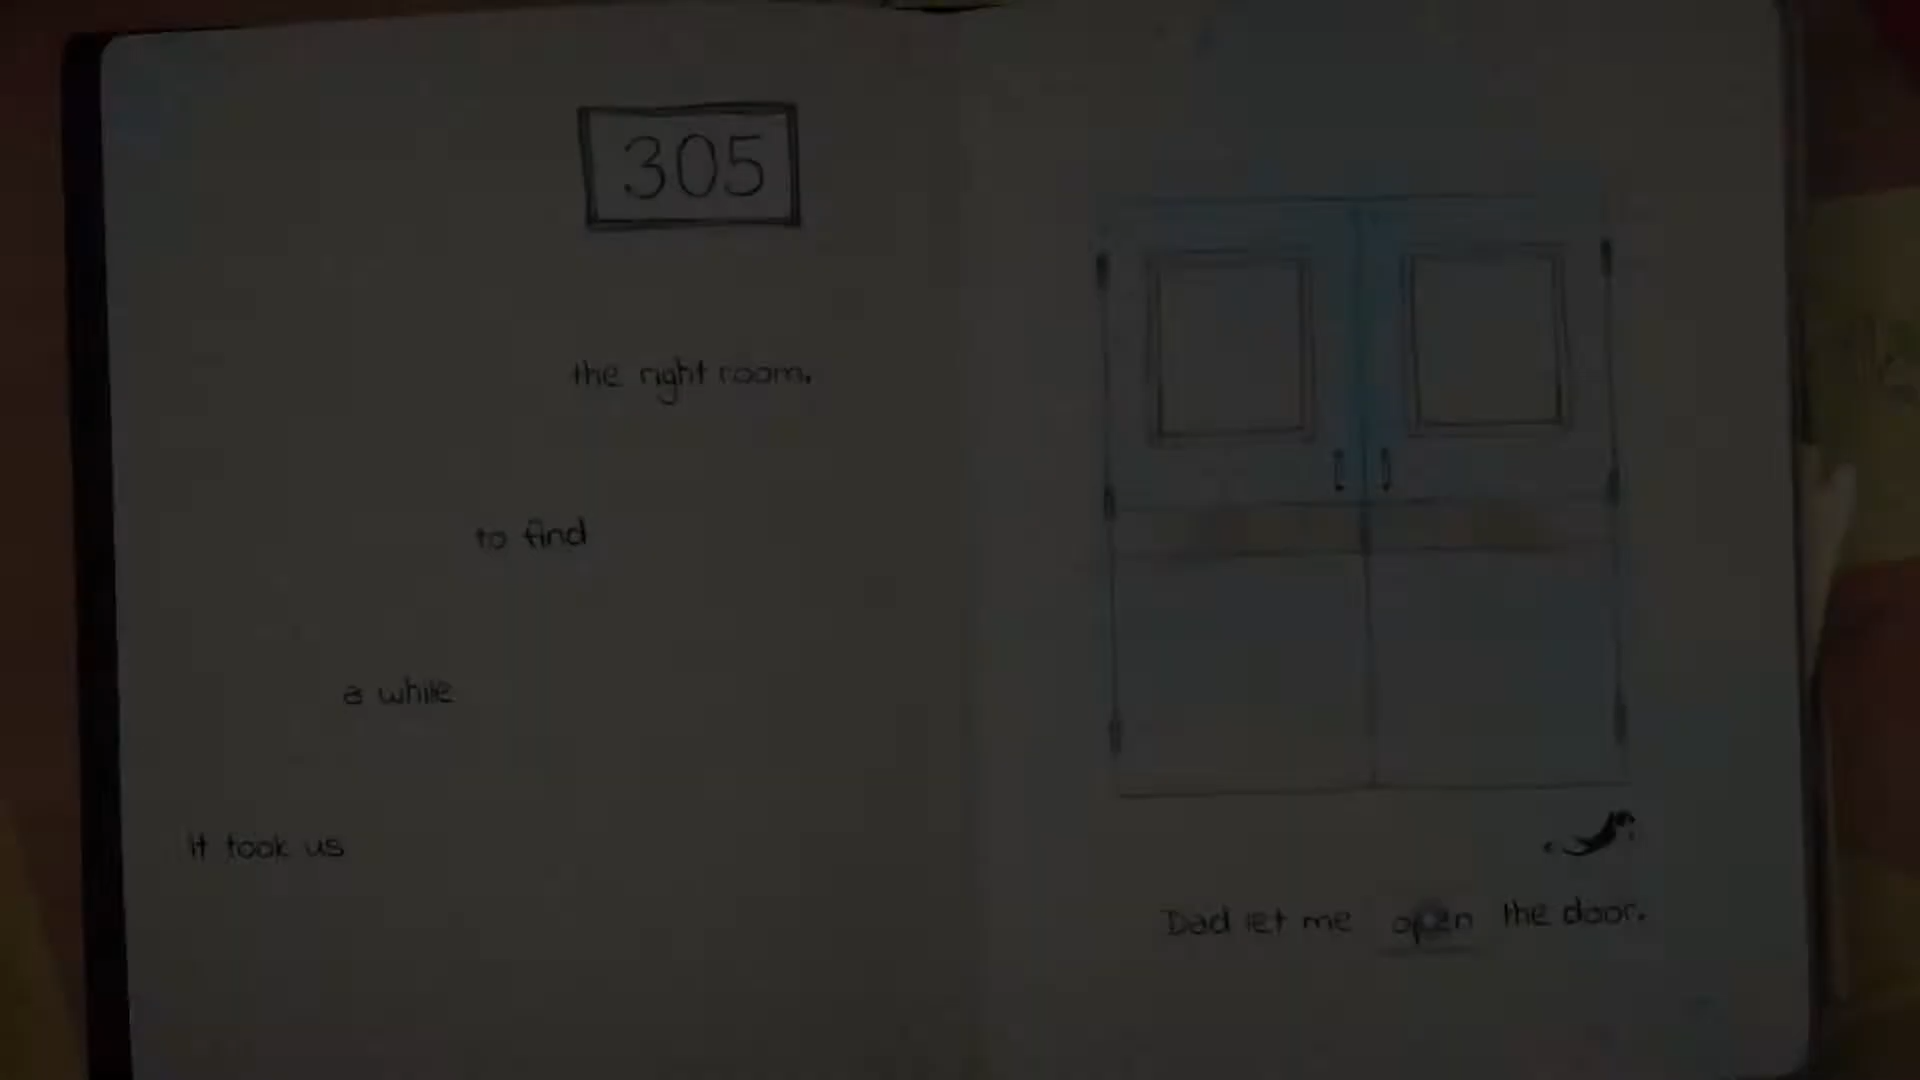 305
the right room.
to find
a while
It took us
Dad let me open the door.